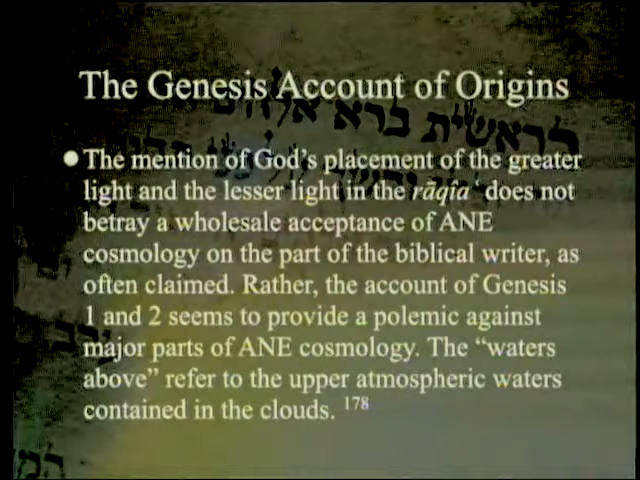 The Genesis Account of Origins
● The mention of God's placement of the greater
light and the lesser light in the rāqîaʿ does not
betray a wholesale acceptance of ANE
cosmology on the part of the biblical writer, as
often claimed. Rather, the account of Genesis
1 and 2 seems to provide a polemic against
major parts of ANE cosmology. The “waters
above” refer to the upper atmospheric waters
contained in the clouds. 178
בראשית ברא אלהים